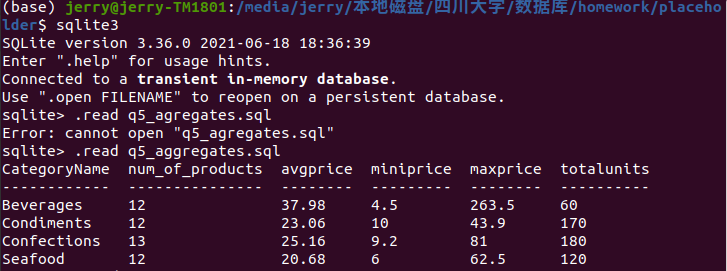 (base) jerry@jerry-TM1801:/media/jerry/本地磁盘/四川大学/数据库/homework/placeho
lder$ sqlite3
SQLite version 3.36.0 2021-06-18 18:36:39
Enter ".help" for usage hints.
Connected to a transient in-memory database.
Use ".open FILENAME" to reopen on a persistent database.
sqlite> .read q5_agregates.sql
Error: cannot open "q5_agregates.sql"
sqlite> .read q5_aggregates.sql
CategoryName  num_of_products  avgprice  miniprice  maxprice  totalunits
------------  ---------------  --------  ---------  --------  ----------
Beverages     12               37.98     4.5        263.5     60
Condiments    12               23.06     10         43.9      170
Confections   13               25.16     9.2        81        180
Seafood       12               20.68     6          62.5      120